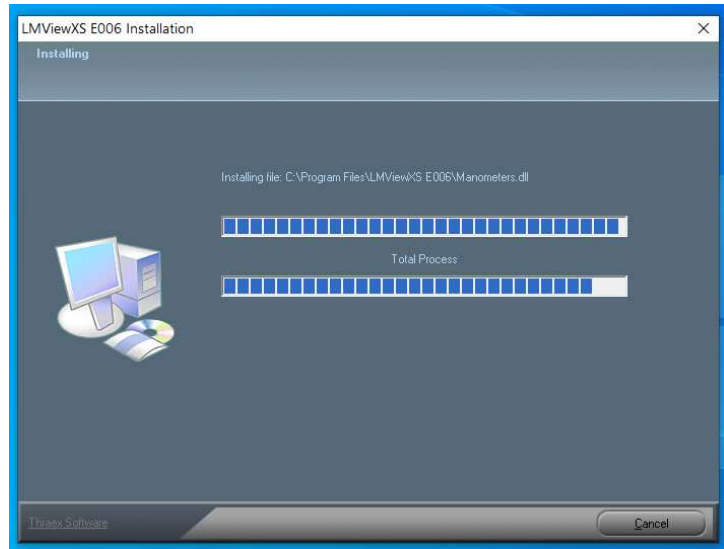 LMViewXS E006 Installation
Installing
Installing file: C:\Program Files\LMViewXS E006\Manometers.dll
Total Process
Thraex Software
Cancel